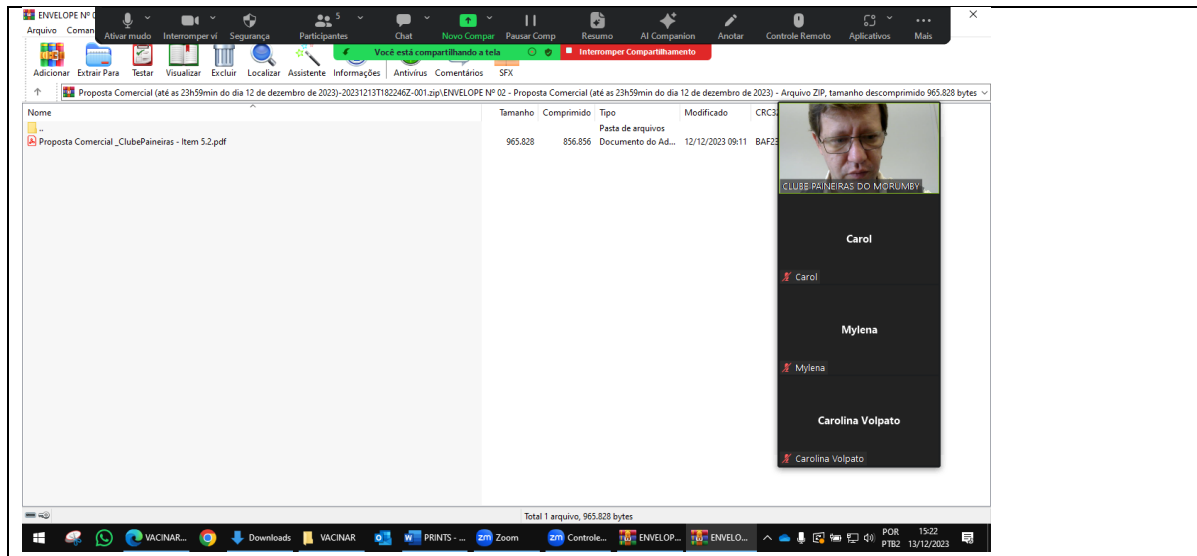 ENVELOPE Nº 0
Arquivo Coman
Ativar mudo Interromper ví Segurança Participantes 5 Chat Novo Compar Pausar Comp Resumo AI Companion Anotar Controle Remoto Aplicativos Mais
Você está compartilhando a tela Interromper Compartilhamento
Adicionar Extrair Para Testar Visualizar Excluir Localizar Assistente Informações Antivírus Comentários SFX
Proposta Comercial (até as 23h59min do dia 12 de dezembro de 2023)-20231213T182246Z-001.zip\ENVELOPE Nº 02 - Proposta Comercial (até as 23h59min do dia 12 de dezembro de 2023) - Arquivo ZIP, tamanho descomprimido 965.828 bytes
Nome Tamanho Comprimido Tipo Modificado CRC32
.. Pasta de arquivos
Proposta Comercial _ClubePaineiras - Item 5.2.pdf 965.828 856.856 Documento do Ad... 12/12/2023 09:11 BAF23
CLUBE PAINEIRAS DO MORUMBY
Carol
Carol
Mylena
Mylena
Carolina Volpato
Carolina Volpato
Total 1 arquivo, 965.828 bytes
VACINAR... Downloads VACINAR PRINTS - ... Zoom Controle... ENVELOP... ENVELO... POR 15:22
PTB2 13/12/2023